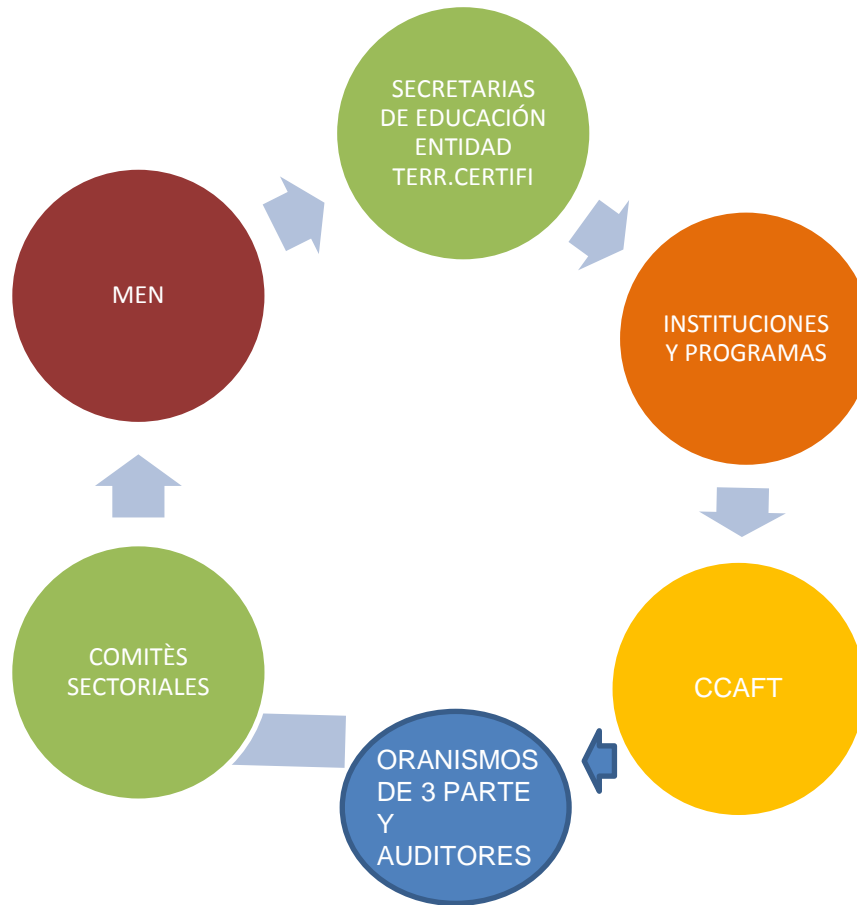 SECRETARIAS
DE EDUCACIÓN
ENTIDAD
TERR.CERTIFI
MEN
INSTITUCIONES
Y PROGRAMAS
COMITÈS
SECTORIALES
CCAFT
ORANISMOS
DE 3 PARTE
Y
AUDITORES